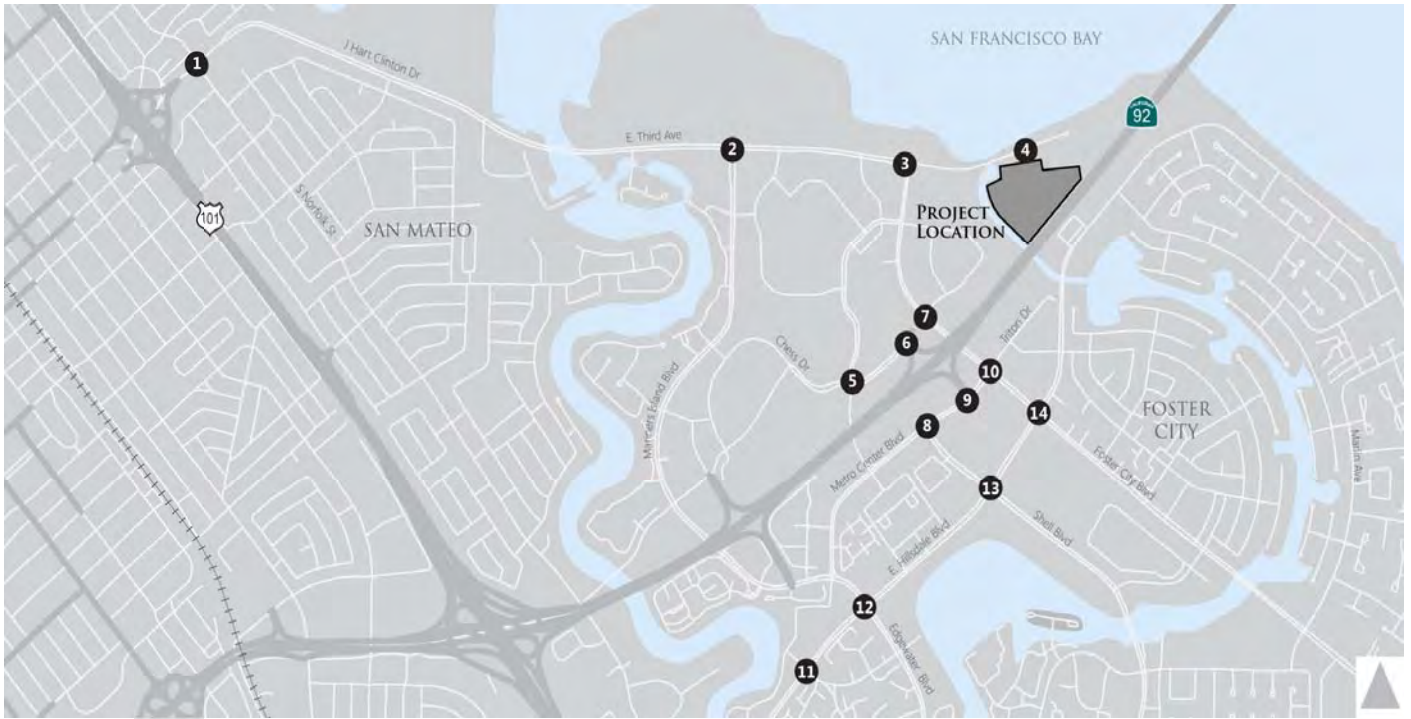 SAN FRANCISCO BAY
1
J Hart Clinton Dr
CALIFORNIA
92
E. Third Ave
2
3
4
S Norfolk St
101
SAN MATEO
PROJECT
LOCATION
7
6
Triton Dr
Chess Dr
5
10
9
Mariners Island Blvd
8
14
FOSTER
CITY
Metro Center Blvd
Foster City Blvd
Marlin Ave
13
Shell Blvd
E. Hillsdale Blvd
12
Edgewater Blvd
11